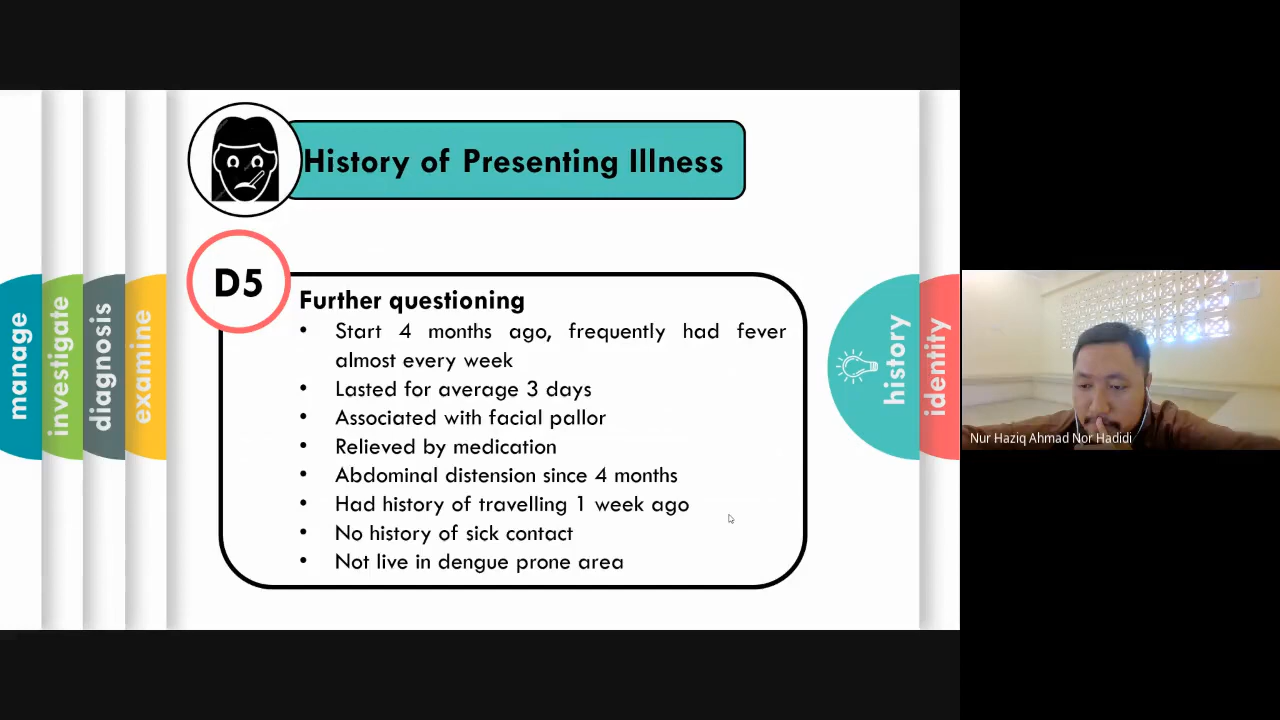 History of Presenting Illness
D5
Further questioning
• Start 4 months ago, frequently had fever
almost every week
• Lasted for average 3 days
• Associated with facial pallor
• Relieved by medication
• Abdominal distension since 4 months
• Had history of travelling 1 week ago
• No history of sick contact
• Not live in dengue prone area
manage
investigate
diagnosis
examine
history
identity
Nur Haziq Ahmad Nor Hadidi